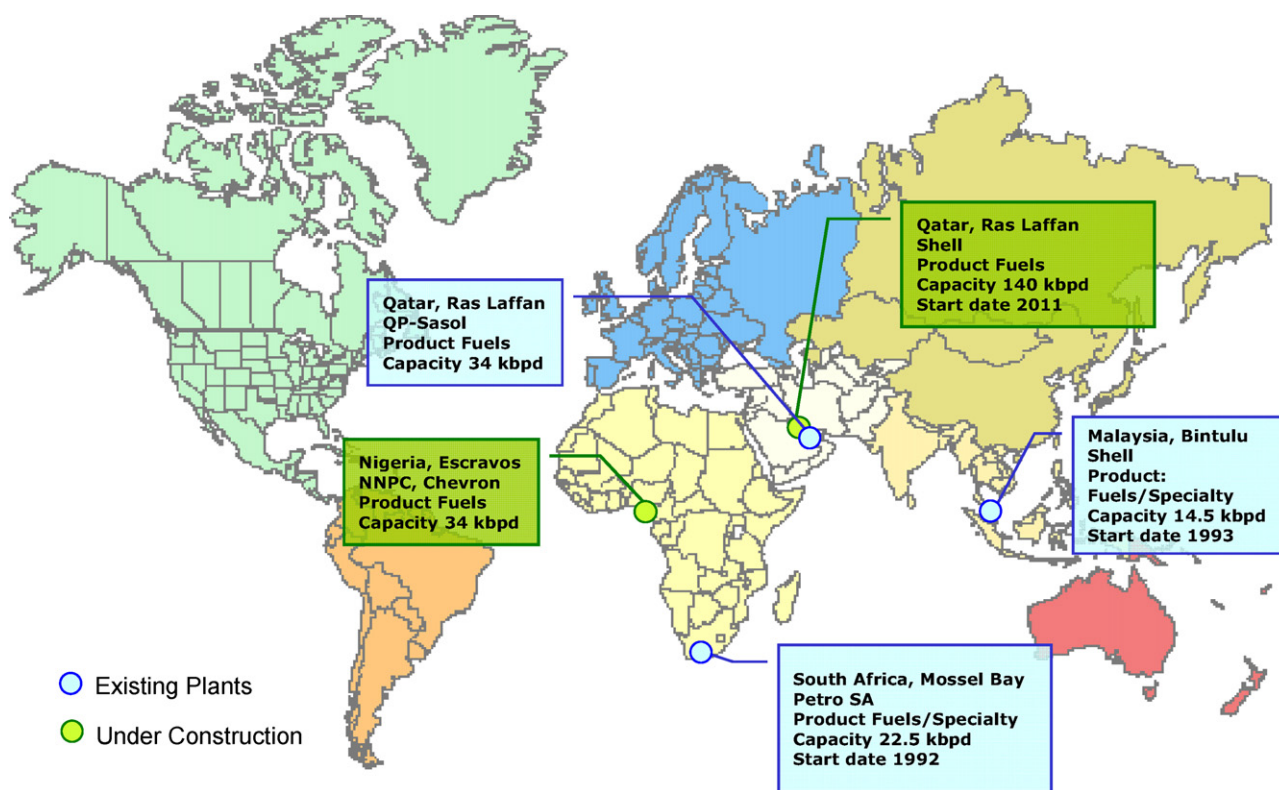 Qatar, Ras Laffan
Shell
Product Fuels
Capacity 140 kbpd
Start date 2011
Qatar, Ras Laffan
QP-Sasol
Product Fuels
Capacity 34 kbpd
Malaysia, Bintulu
Shell
Product:
Fuels/Specialty
Capacity 14.5 kbpd
Start date 1993
Nigeria, Escravos
NNPC, Chevron
Product Fuels
Capacity 34 kbpd
South Africa, Mossel Bay
Petro SA
Product Fuels/Specialty
Capacity 22.5 kbpd
Start date 1992
Existing Plants
Under Construction